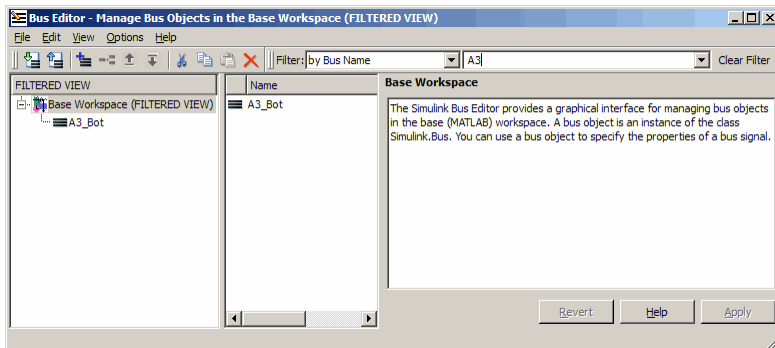 Bus Editor - Manage Bus Objects in the Base Workspace (FILTERED VIEW)
File Edit View Options Help
Filter: by Bus Name A3 Clear Filter
FILTERED VIEW
Base Workspace (FILTERED VIEW)
A3_Bot
Name
A3_Bot
Base Workspace
The Simulink Bus Editor provides a graphical interface for managing bus objects
in the base (MATLAB) workspace. A bus object is an instance of the class
Simulink.Bus. You can use a bus object to specify the properties of a bus signal.
Revert Help Apply